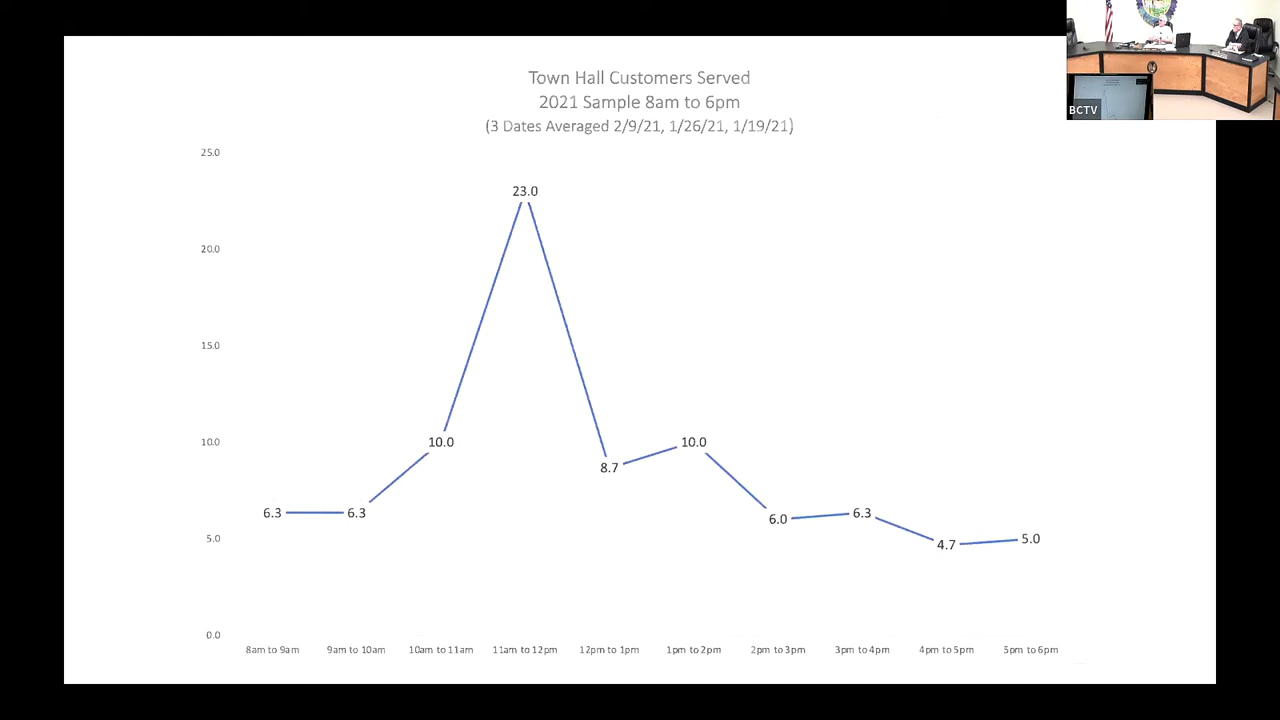 Town Hall Customers Served
2021 Sample 8am to 6pm
(3 Dates Averaged 2/9/21, 1/26/21, 1/19/21)
BCTV
25.0
23.0
20.0
15.0
10.0
10.0
10.0
8.7
6.3
6.3
6.0
6.3
5.0
4.7
5.0
0.0
8am to 9am
9am to 10am
10am to 11am
11am to 12pm
12pm to 1pm
1pm to 2pm
2pm to 3pm
3pm to 4pm
4pm to 5pm
5pm to 6pm